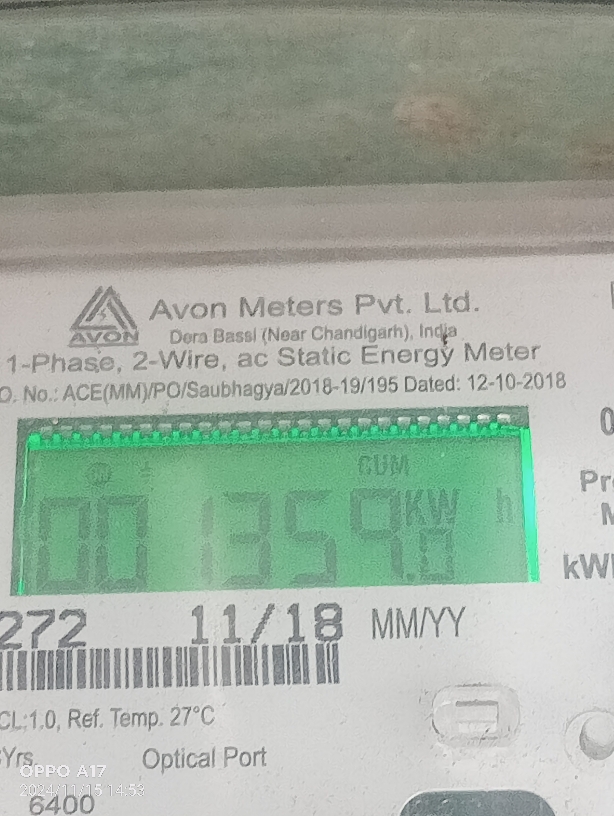 Avon Meters Pvt. Ltd.
AVON
Dera Bassi (Near Chandigarh), India
1-Phase, 2-Wire, ac Static Energy Meter
O. No.: ACE(MM)/PO/Saubhagya/2018-19/195 Dated: 12-10-2018
CUM
001359.0 KW h
272 11/18 MM/YY
CL:1.0, Ref. Temp. 27°C
Yrs. Optical Port
OPPO A17
2024/11/15 14:53
6400